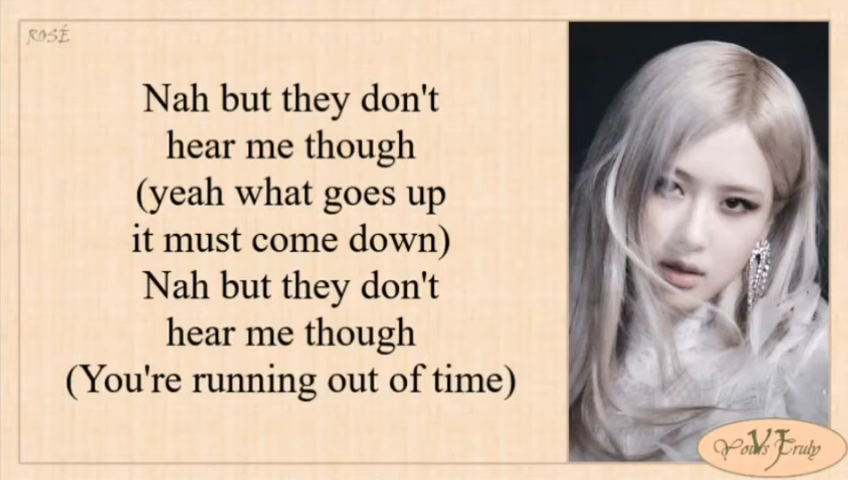 ROSÉ
Nah but they don't
hear me though
(yeah what goes up
it must come down)
Nah but they don't
hear me though
(You're running out of time)
Yours Truly
VJ